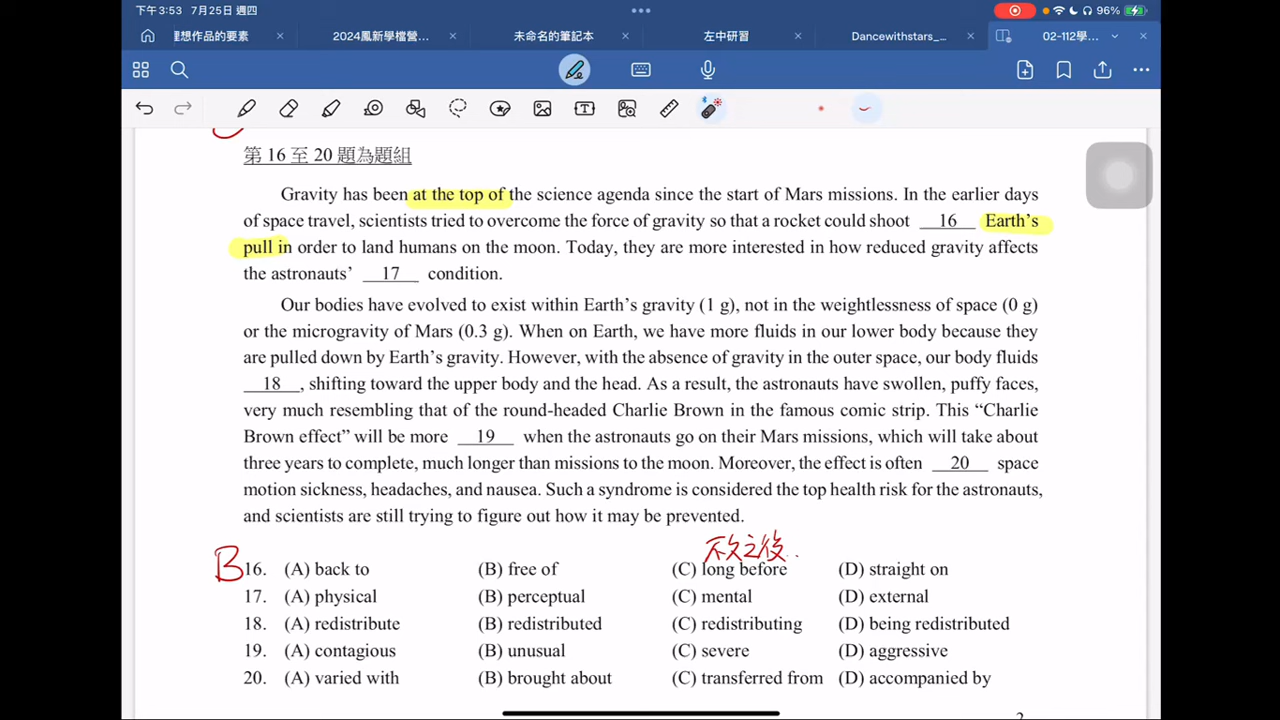 下午3:53 7月25日 週四
96%
里想作品的要素
2024鳳新學檔營...
未命名的筆記本
左中研習
Dancewithstars_...
02-112學...
第 16 至 20 題為題組
Gravity has been at the top of the science agenda since the start of Mars missions. In the earlier days
of space travel, scientists tried to overcome the force of gravity so that a rocket could shoot 16 Earth's
pull in order to land humans on the moon. Today, they are more interested in how reduced gravity affects
the astronauts' 17 condition.
Our bodies have evolved to exist within Earth's gravity (1 g), not in the weightlessness of space (0 g)
or the microgravity of Mars (0.3 g). When on Earth, we have more fluids in our lower body because they
are pulled down by Earth's gravity. However, with the absence of gravity in the outer space, our body fluids
18 , shifting toward the upper body and the head. As a result, the astronauts have swollen, puffy faces,
very much resembling that of the round-headed Charlie Brown in the famous comic strip. This “Charlie
Brown effect” will be more 19 when the astronauts go on their Mars missions, which will take about
three years to complete, much longer than missions to the moon. Moreover, the effect is often 20 space
motion sickness, headaches, and nausea. Such a syndrome is considered the top health risk for the astronauts,
and scientists are still trying to figure out how it may be prevented.
不久之後..
B 16. (A) back to (B) free of (C) long before (D) straight on
17. (A) physical (B) perceptual (C) mental (D) external
18. (A) redistribute (B) redistributed (C) redistributing (D) being redistributed
19. (A) contagious (B) unusual (C) severe (D) aggressive
20. (A) varied with (B) brought about (C) transferred from (D) accompanied by